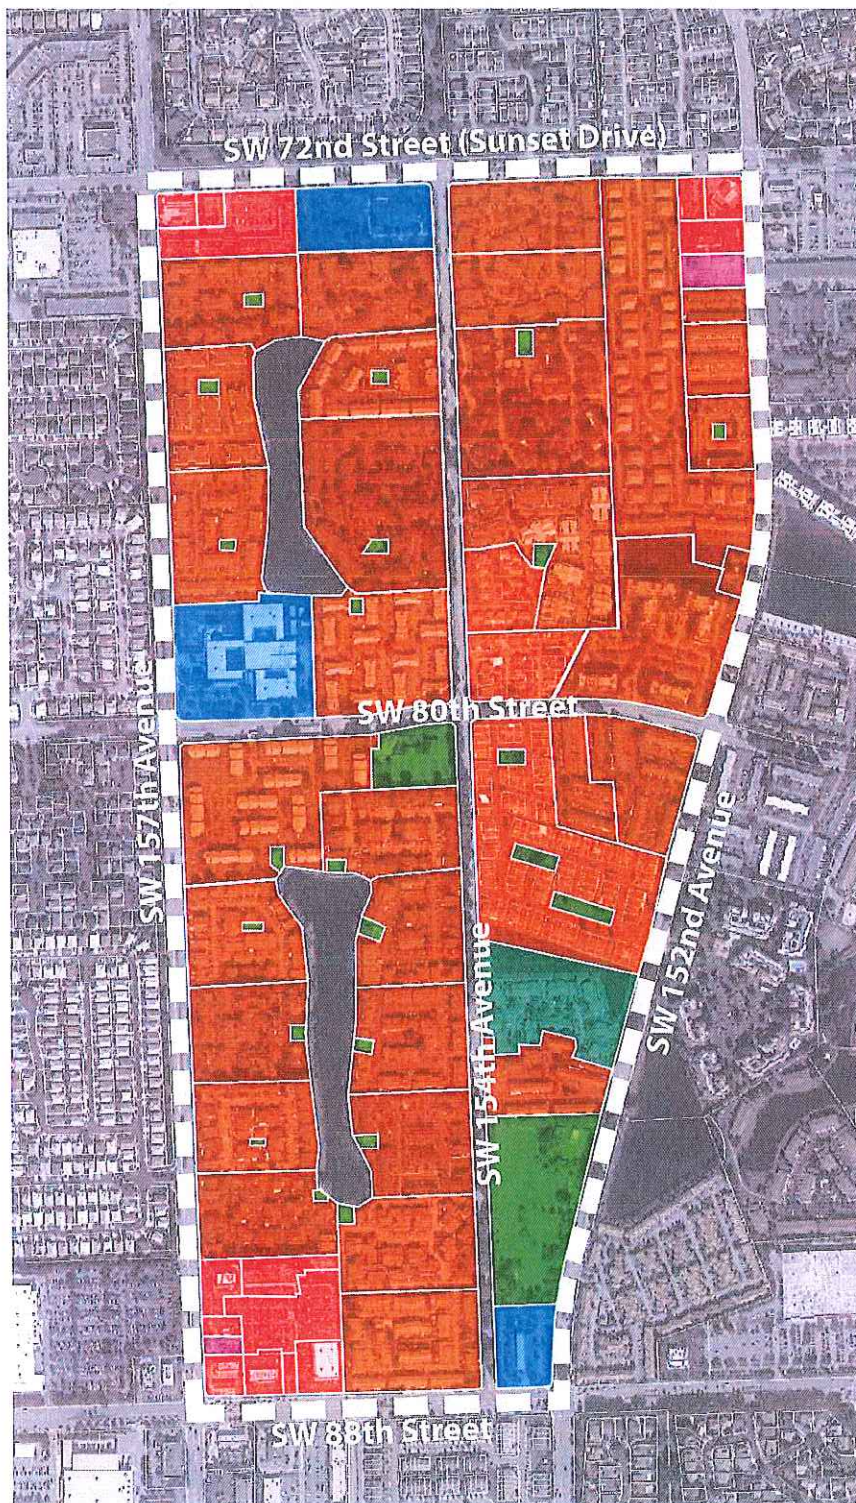 SW 72nd Street (Sunset Drive)
SW 157th Avenue
SW 80th Street
SW 152nd Avenue
SW 154th Avenue
SW 88th Street